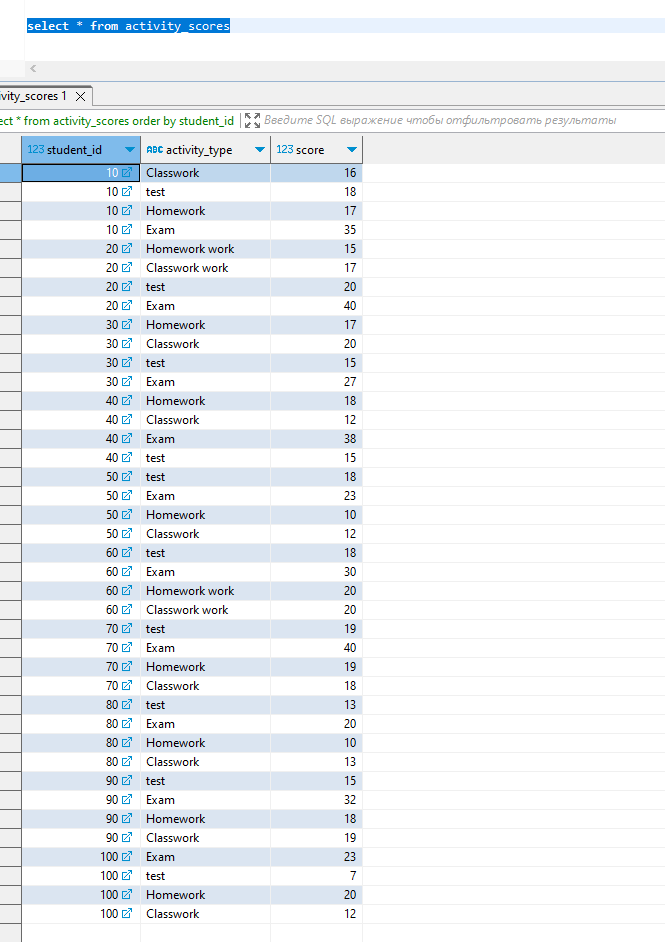 select * from activity_scores
ivity_scores 1
ect * from activity_scores order by student_id Введите SQL выражение чтобы отфильтровать результаты
123 student_id ABC activity_type 123 score
10 Classwork 16
10 test 18
10 Homework 17
10 Exam 35
20 Homework work 15
20 Classwork work 17
20 test 20
20 Exam 40
30 Homework 17
30 Classwork 20
30 test 15
30 Exam 27
40 Homework 18
40 Classwork 12
40 Exam 38
40 test 15
50 test 18
50 Exam 23
50 Homework 10
50 Classwork 12
60 test 18
60 Exam 30
60 Homework work 20
60 Classwork work 20
70 test 19
70 Exam 40
70 Homework 19
70 Classwork 18
80 test 13
80 Exam 20
80 Homework 10
80 Classwork 13
90 test 15
90 Exam 32
90 Homework 18
90 Classwork 19
100 Exam 23
100 test 7
100 Homework 20
100 Classwork 12